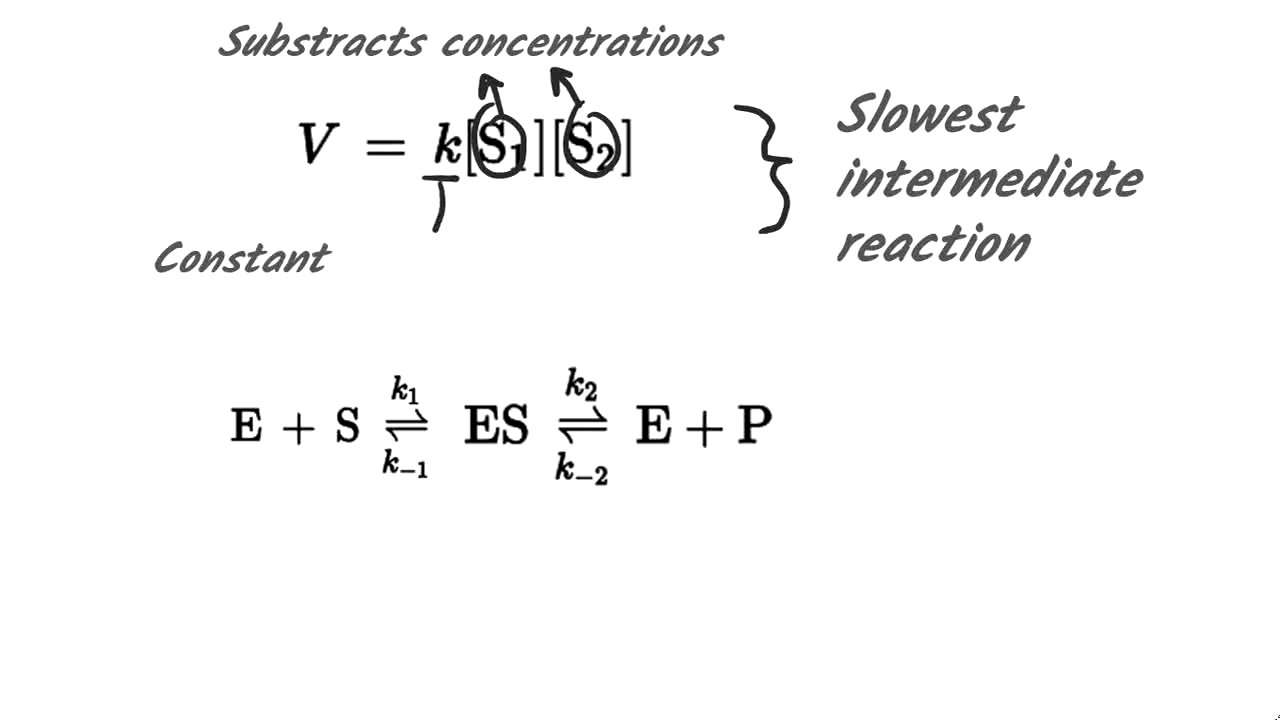 Substracts concentrations
V = k[S₁][S₂]
Slowest
intermediate
reaction
Constant
k₁ k₂
E + S ⇌ ES ⇌ E + P
k₋₁ k₋₂